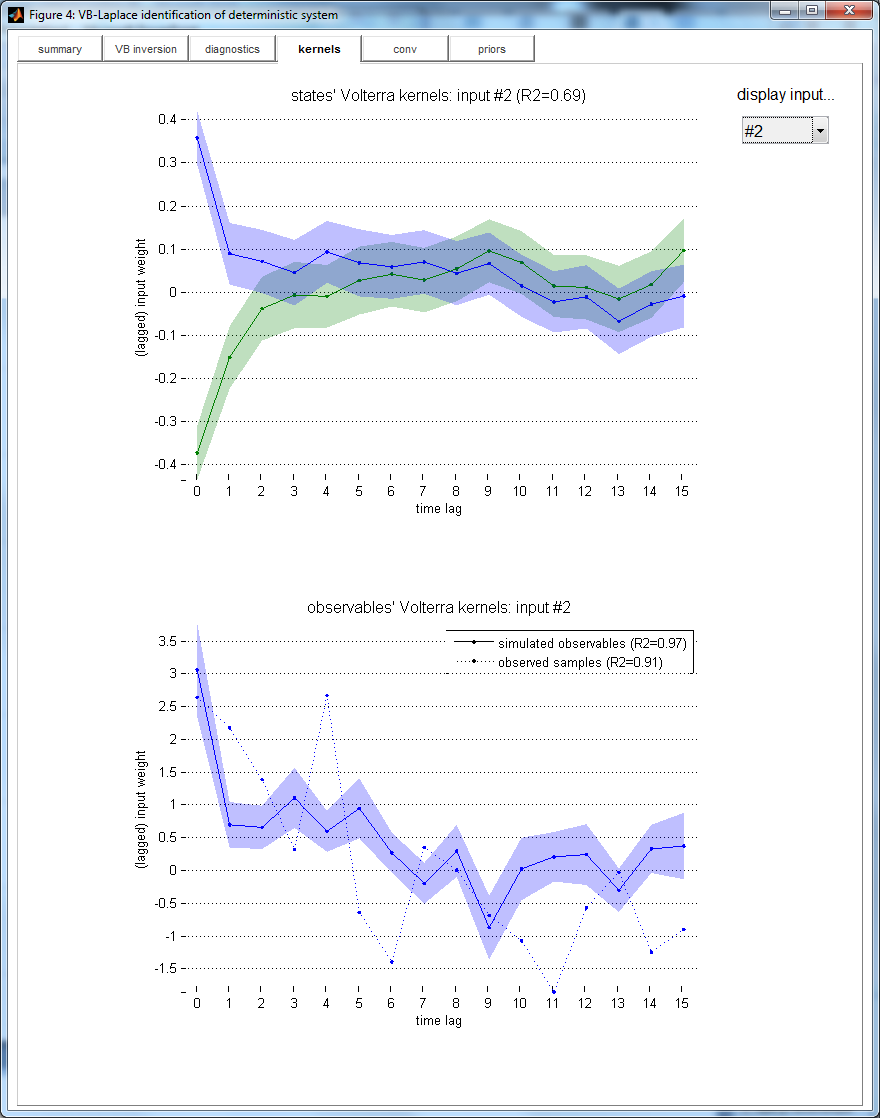 Figure 4: VB-Laplace identification of deterministic system
summary VB inversion diagnostics kernels conv priors
states' Volterra kernels: input #2 (R2=0.69)
display input...
#2
0.4
0.3
0.2
0.1
0
-0.1
-0.2
-0.3
-0.4
(lagged) input weight
0 1 2 3 4 5 6 7 8 9 10 11 12 13 14 15
time lag
observables' Volterra kernels: input #2
simulated observables (R2=0.97)
observed samples (R2=0.91)
3.5
3
2.5
2
1.5
1
0.5
0
-0.5
-1
-1.5
(lagged) input weight
0 1 2 3 4 5 6 7 8 9 10 11 12 13 14 15
time lag